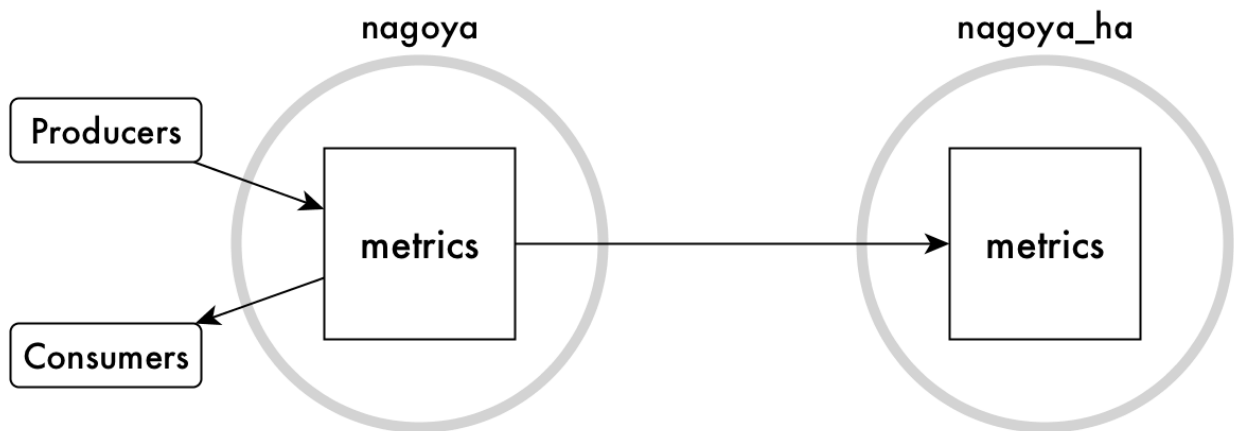 nagoya
nagoya_ha
Producers
metrics
metrics
Consumers